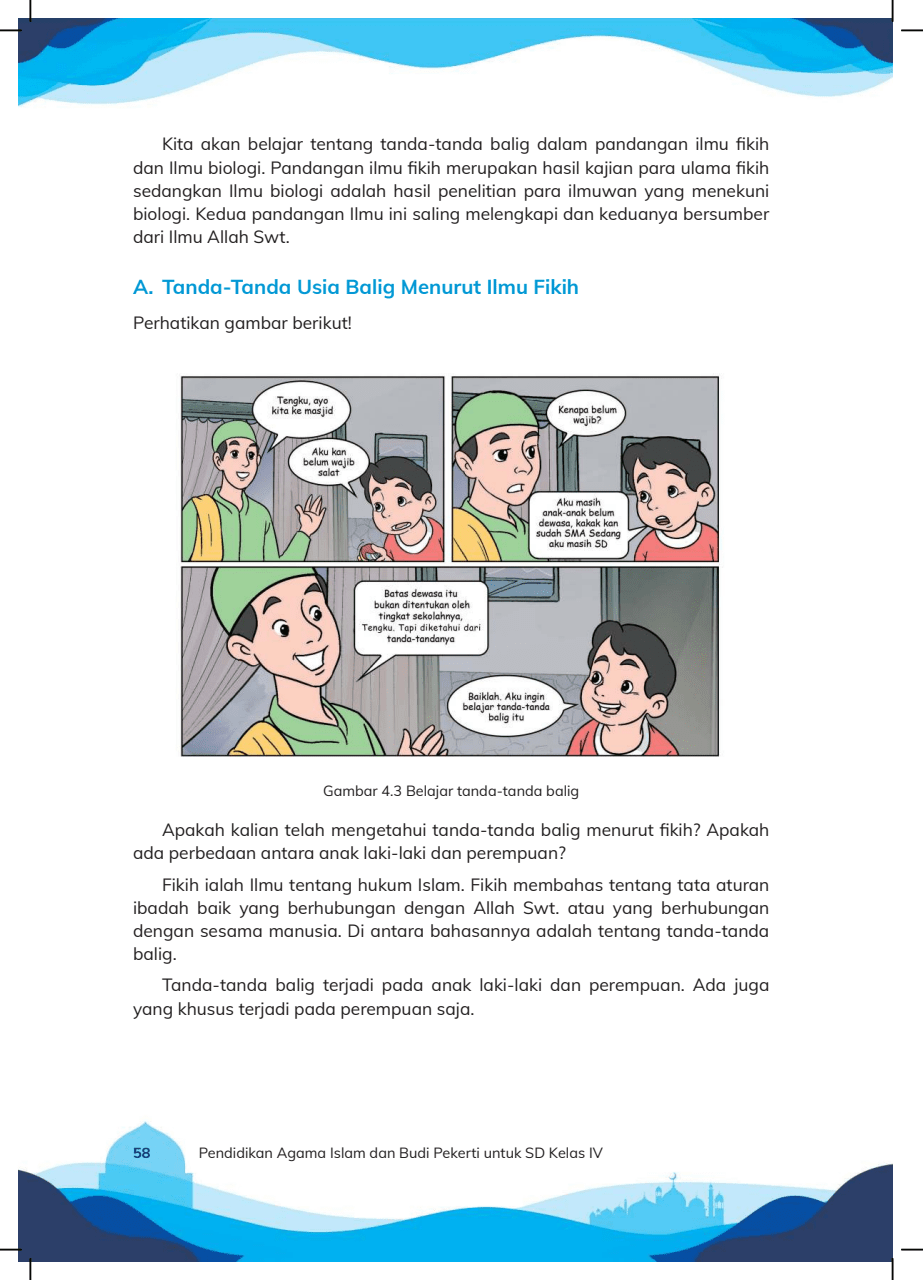 Kita akan belajar tentang tanda-tanda balig dalam pandangan ilmu fikih
dan Ilmu biologi. Pandangan ilmu fikih merupakan hasil kajian para ulama fikih
sedangkan Ilmu biologi adalah hasil penelitian para ilmuwan yang menekuni
biologi. Kedua pandangan Ilmu ini saling melengkapi dan keduanya bersumber
dari Ilmu Allah Swt.
A. Tanda-Tanda Usia Balig Menurut Ilmu Fikih
Perhatikan gambar berikut!
Tengku, ayo
kita ke masjid
Aku kan
belum wajib
salat
Kenapa belum
wajib?
Aku masih
anak-anak belum
dewasa, kakak kan
sudah SMA Sedang
aku masih SD
Batas dewasa itu
bukan ditentukan oleh
tingkat sekolahnya,
Tengku. Tapi diketahui dari
tanda-tandanya
Baiklah. Aku ingin
belajar tanda-tanda
balig itu
Gambar 4.3 Belajar tanda-tanda balig
Apakah kalian telah mengetahui tanda-tanda balig menurut fikih? Apakah
ada perbedaan antara anak laki-laki dan perempuan?
Fikih ialah Ilmu tentang hukum Islam. Fikih membahas tentang tata aturan
ibadah baik yang berhubungan dengan Allah Swt. atau yang berhubungan
dengan sesama manusia. Di antara bahasannya adalah tentang tanda-tanda
balig.
Tanda-tanda balig terjadi pada anak laki-laki dan perempuan. Ada juga
yang khusus terjadi pada perempuan saja.
58 Pendidikan Agama Islam dan Budi Pekerti untuk SD Kelas IV